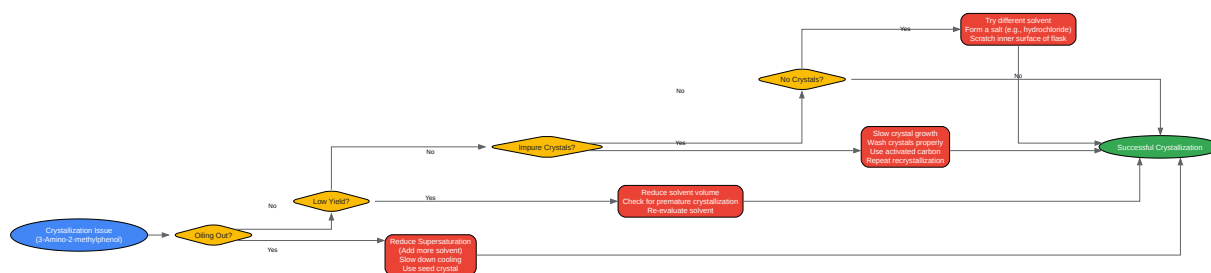 Crystallization Issue
(3-Amino-2-methylphenol)
Oiling Out?
Yes
Reduce Supersaturation
(Add more solvent)
Slow down cooling
Use seed crystal
No
Low Yield?
Yes
Reduce solvent volume
Check for premature crystallization
Re-evaluate solvent
No
Impure Crystals?
Yes
Slow crystal growth
Wash crystals properly
Use activated carbon
Repeat recrystallization
No
No Crystals?
Yes
Try different solvent
Form a salt (e.g., hydrochloride)
Scratch inner surface of flask
No
Successful Crystallization